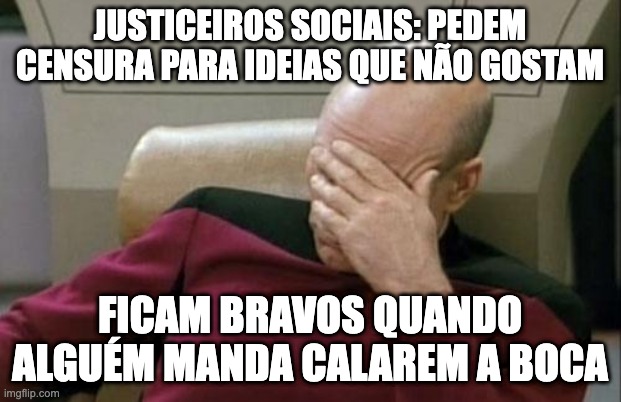 JUSTICEIROS SOCIAIS: PEDEM
CENSURA PARA IDEIAS QUE NÃO GOSTAM
FICAM BRAVOS QUANDO
ALGUÉM MANDA CALAREM A BOCA
imgflip.com